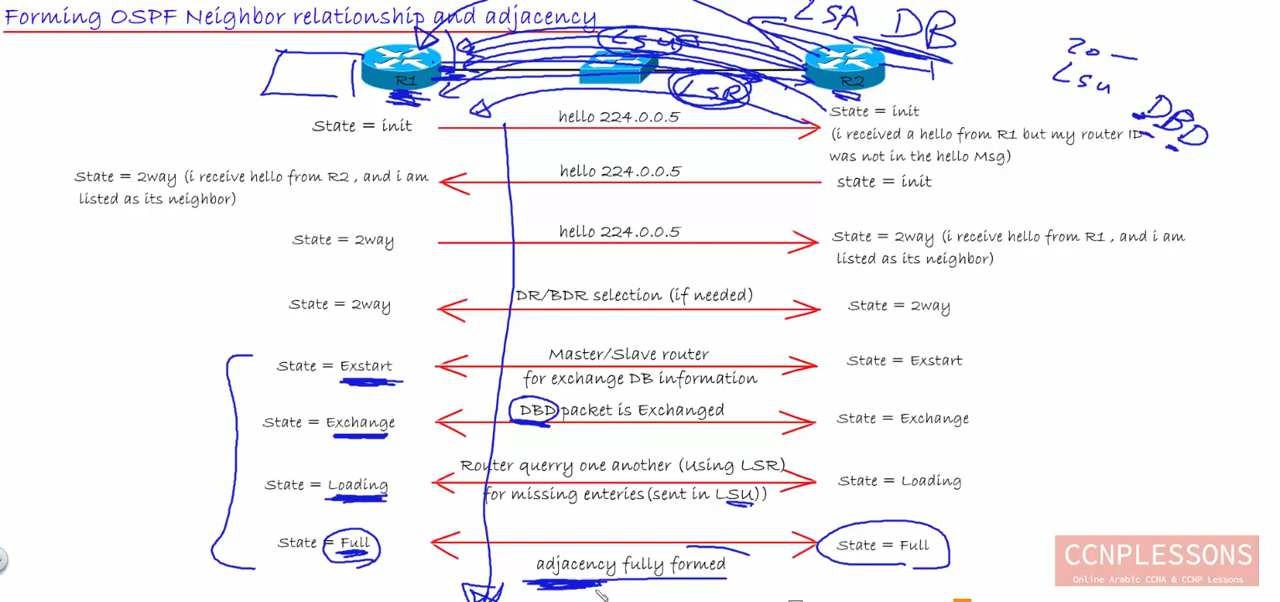 Forming OSPF Neighbor relationship and adjacency
LSA
DB
LSU
20
LSU
R1
R2
LSR
DBD
State = init
hello 224.0.0.5
State = init
(i received a hello from R1 but my router ID
was not in the hello Msg)
State = 2way (i receive hello from R2 , and i am
listed as its neighbor)
hello 224.0.0.5
state = init
State = 2way
hello 224.0.0.5
State = 2way (i receive hello from R1 , and i am
listed as its neighbor)
State = 2way
DR/BDR selection (if needed)
State = 2way
State = Exstart
Master/Slave router
for exchange DB information
State = Exstart
State = Exchange
DBD packet is Exchanged
State = Exchange
State = Loading
Router querry one another (Using LSR)
for missing enteries(sent in LSU))
State = Loading
State = Full
adjacency fully formed
State = Full
CCNPLESSONS
Online Arabic CCNA & CCNP Lessons